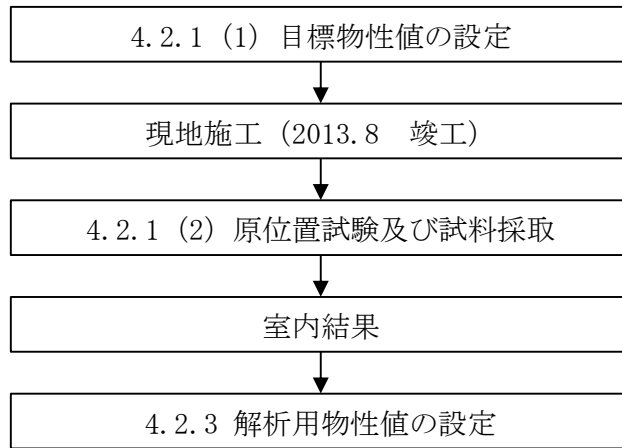 4.2.1 (1) 目標物性値の設定
現地施工 (2013.8　竣工)
4.2.1 (2) 原位置試験及び試料採取
室内結果
4.2.3 解析用物性値の設定